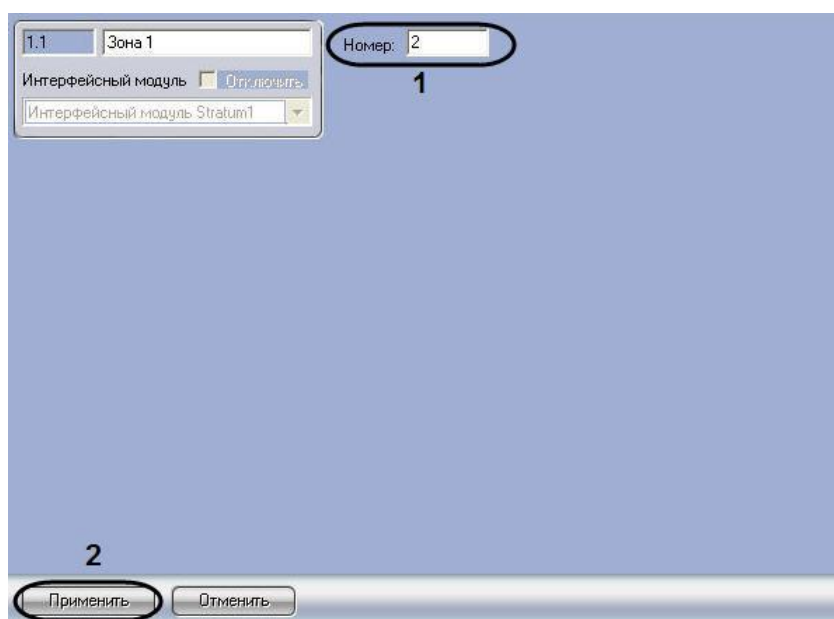 1.1 Зона 1
Номер: 2
Интерфейсный модуль Отключить
1
Интерфейсный модуль Stratum1
2
Применить Отменить